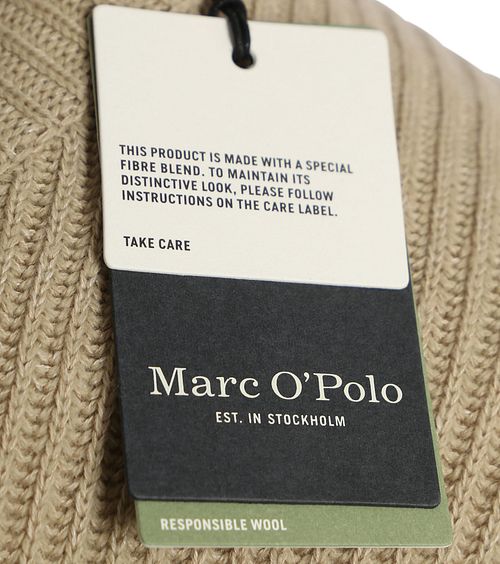 THIS PRODUCT IS MADE WITH A SPECIAL
FIBRE BLEND. TO MAINTAIN ITS
DISTINCTIVE LOOK, PLEASE FOLLOW
INSTRUCTIONS ON THE CARE LABEL.
TAKE CARE
Marc O'Polo
EST. IN STOCKHOLM
RESPONSIBLE WOOL